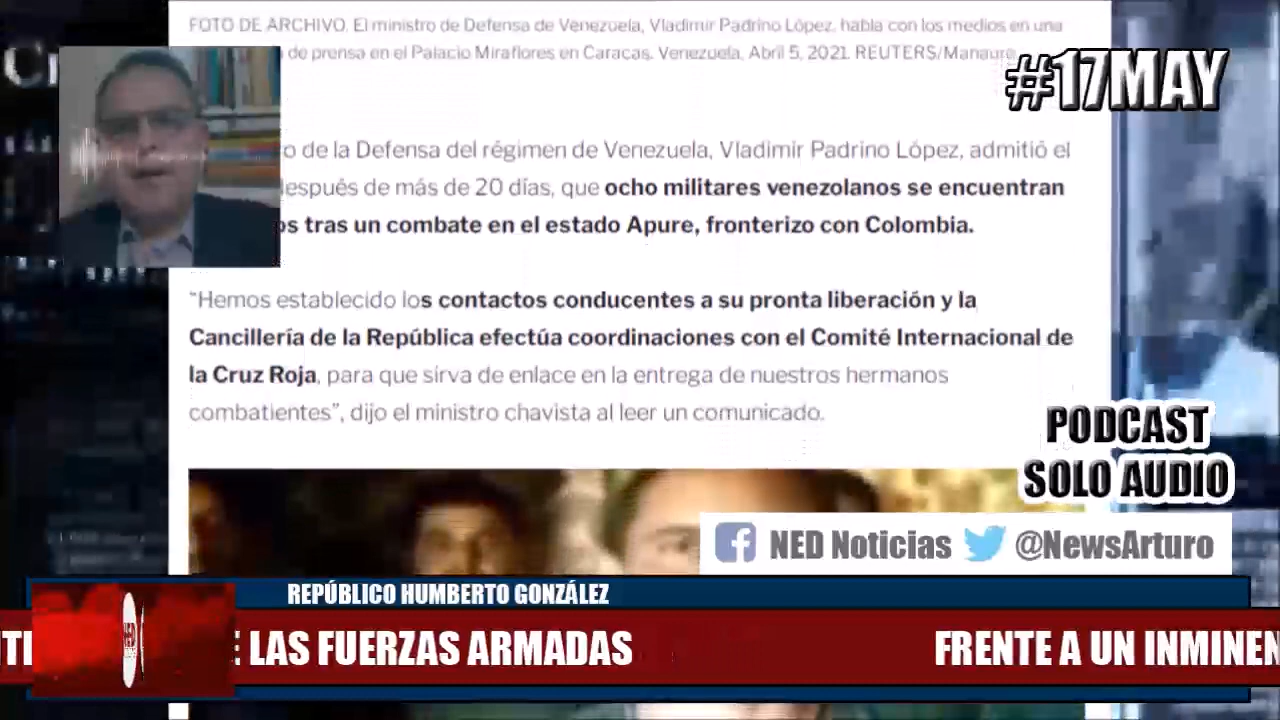 FOTO DE ARCHIVO. El ministro de Defensa de Venezuela, Vladimir Padrino López, habla con los medios en una
de prensa en el Palacio Miraflores en Caracas. Venezuela, Abril 5, 2021. REUTERS/Manaure
#17MAY
o de la Defensa del régimen de Venezuela, Vladimir Padrino López, admitió el
después de más de 20 días, que ocho militares venezolanos se encuentran
os tras un combate en el estado Apure, fronterizo con Colombia.
“Hemos establecido los contactos conducentes a su pronta liberación y la
Cancillería de la República efectúa coordinaciones con el Comité Internacional de
la Cruz Roja, para que sirva de enlace en la entrega de nuestros hermanos
combatientes”, dijo el ministro chavista al leer un comunicado.
PODCAST
SOLO AUDIO
NED Noticias @NewsArturo
REPÚBLICO HUMBERTO GONZÁLEZ
E LAS FUERZAS ARMADAS FRENTE A UN INMINEN
NED